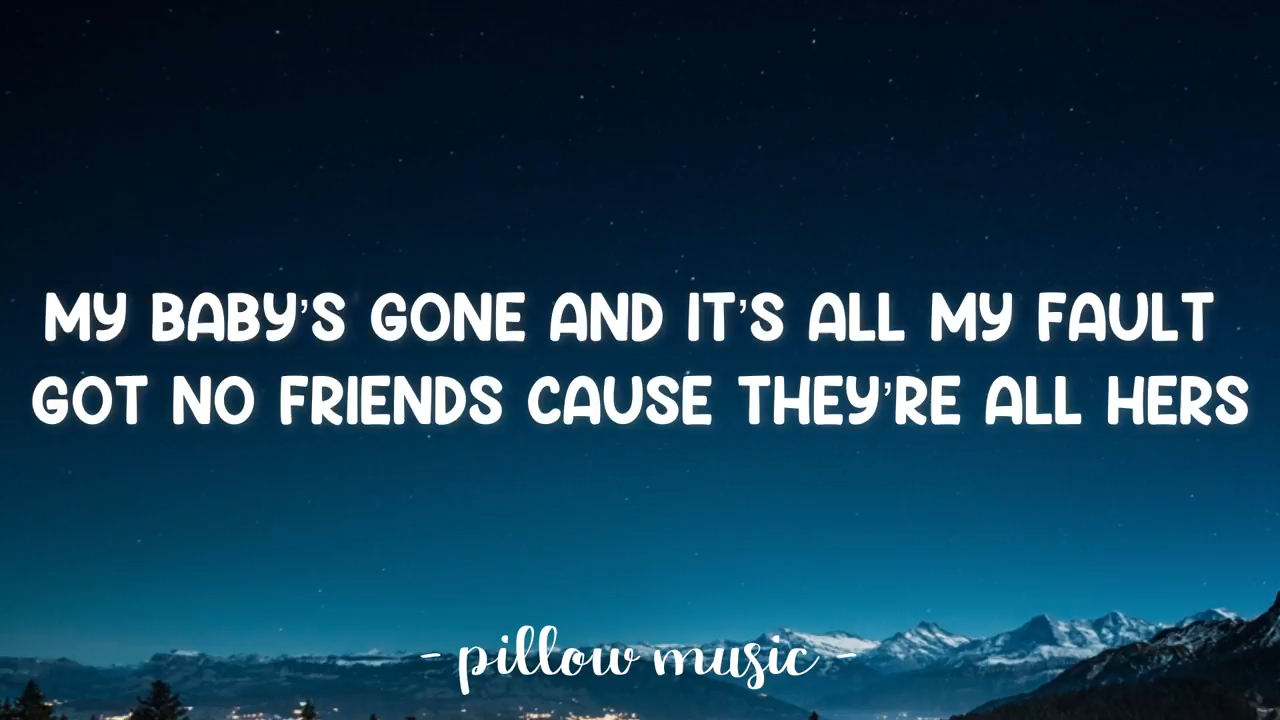 MY BABY'S GONE AND IT'S ALL MY FAULT
GOT NO FRIENDS CAUSE THEY'RE ALL HERS
- pillow music -